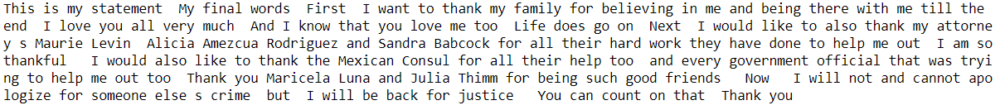 This is my statement  My final words  First  I want to thank my family for believing in me and being there with me till the
end  I love you all very much  And I know that you love me too  Life does go on  Next  I would like to also thank my attorne
y s Maurie Levin  Alicia Amezcua Rodriguez and Sandra Babcock for all their hard work they have done to help me out  I am so
thankful   I would also like to thank the Mexican Consul for all their help too  and every government official that was tryi
ng to help me out too  Thank you Maricela Luna and Julia Thimm for being such good friends   Now   I will not and cannot apo
logize for someone else s crime  but  I will be back for justice   You can count on that  Thank you